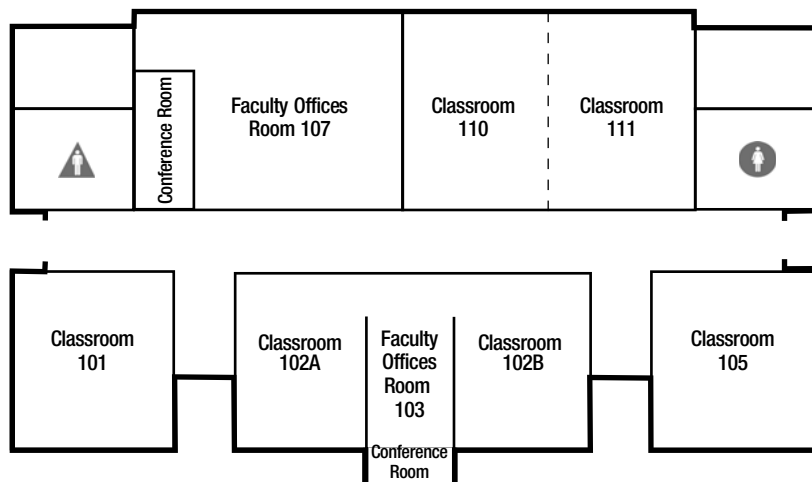 Conference Room
Faculty Offices
Room 107
Classroom
110
Classroom
111
Classroom
101
Classroom
102A
Faculty
Offices
Room
103
Classroom
102B
Classroom
105
Conference
Room